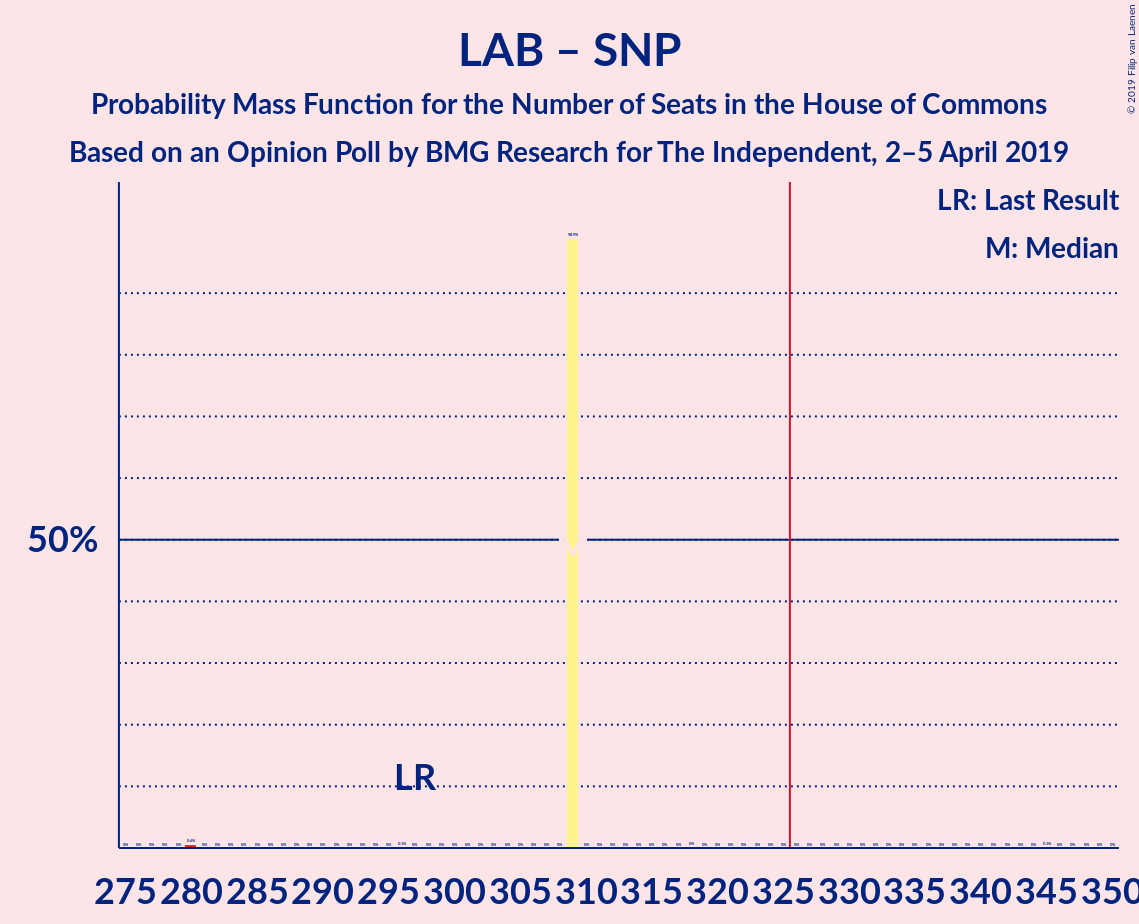 LAB – SNP
Probability Mass Function for the Number of Seats in the House of Commons
Based on an Opinion Poll by BMG Research for The Independent, 2–5 April 2019
© 2019 Filip van Laenen
LR: Last Result
M: Median
50%
LR
275 280 285 290 295 300 305 310 315 320 325 330 335 340 345 350